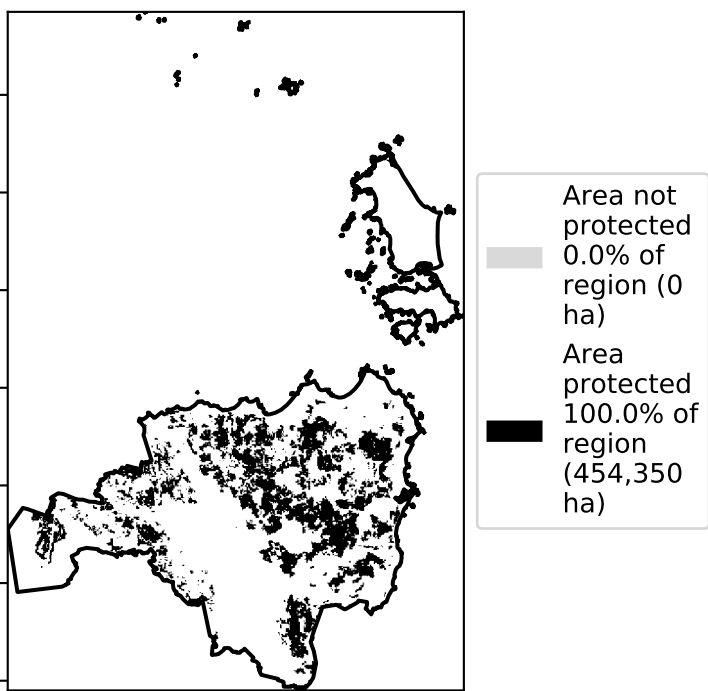 Area not
protected
0.0% of
region (0
ha)
Area
protected
100.0% of
region
(454,350
ha)